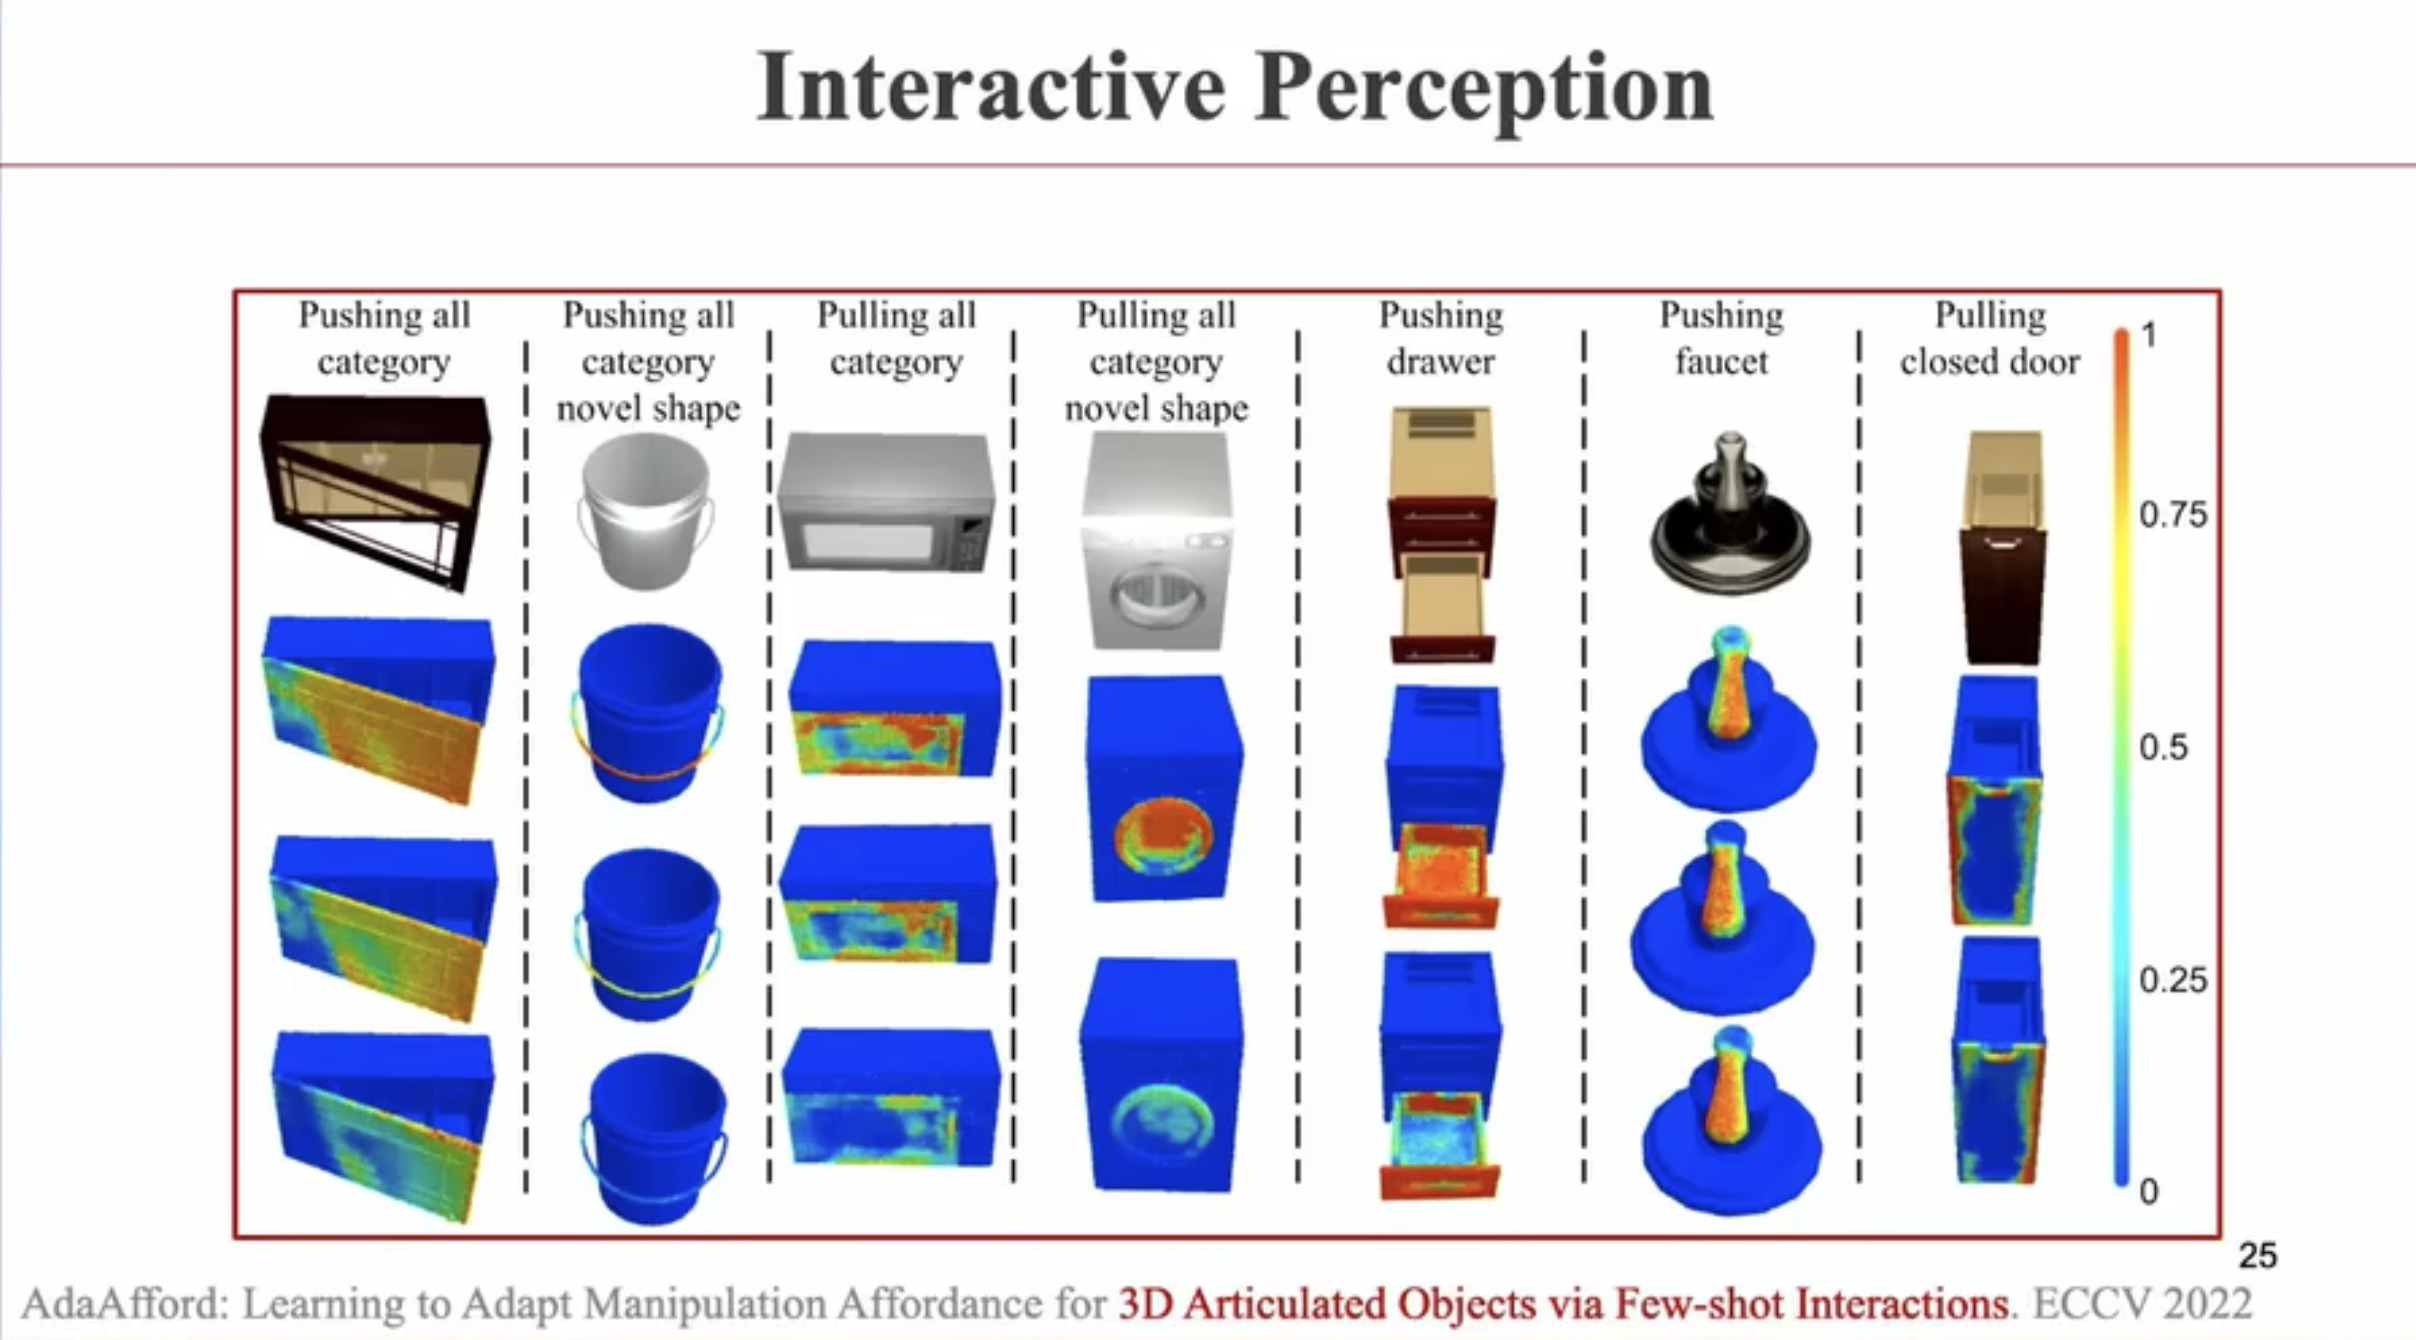 Interactive Perception
Pushing all
category
Pushing all
category
novel shape
Pulling all
category
Pulling all
category
novel shape
Pushing
drawer
Pushing
faucet
Pulling
closed door
1
0.75
0.5
0.25
0
25
AdaAfford: Learning to Adapt Manipulation Affordance for 3D Articulated Objects via Few-shot Interactions. ECCV 2022